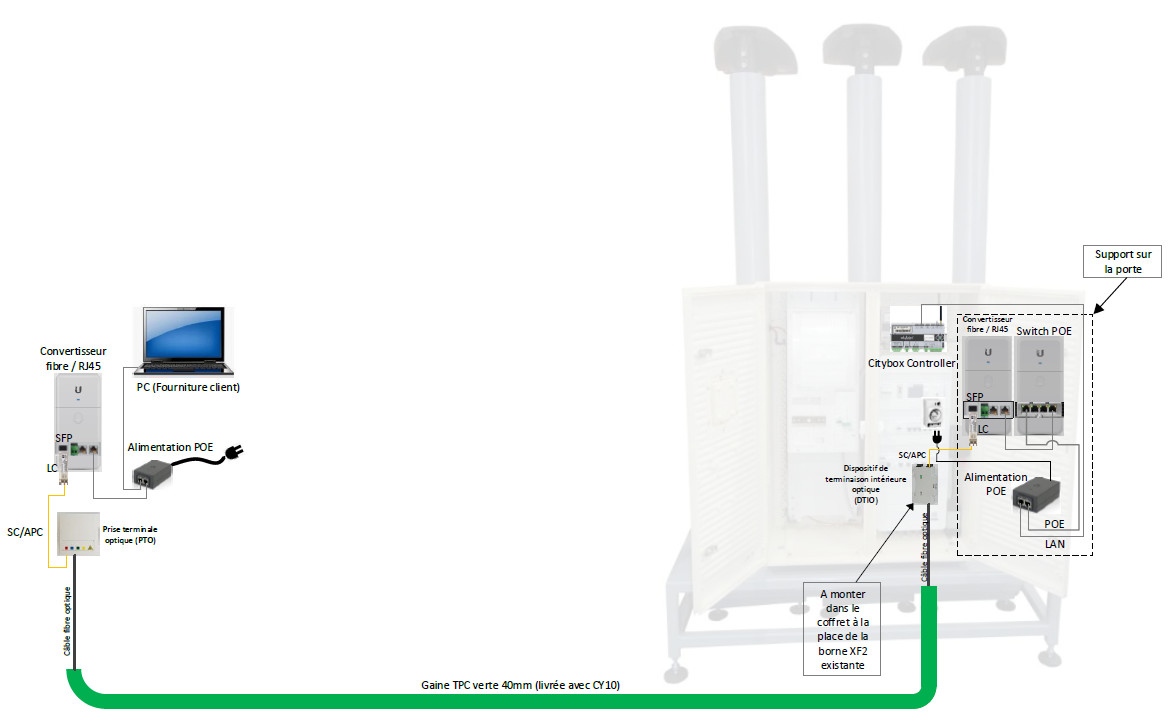 Support sur
la porte
Convertisseur
fibre / RJ45
Switch POE
Citybox Controller
SFP
LC
SC/APC
Dispositif de
terminaison intérieure
optique
(DTIO)
Alimentation
POE
POE
LAN
Câble fibre optique
A monter
dans le
coffret à la
place de la
borne XF2
existante
Convertisseur
fibre / RJ45
PC (Fourniture client)
SFP
LC
Alimentation POE
SC/APC
Prise terminale
optique (PTO)
Câble fibre optique
Gaine TPC verte 40mm (livrée avec CY10)